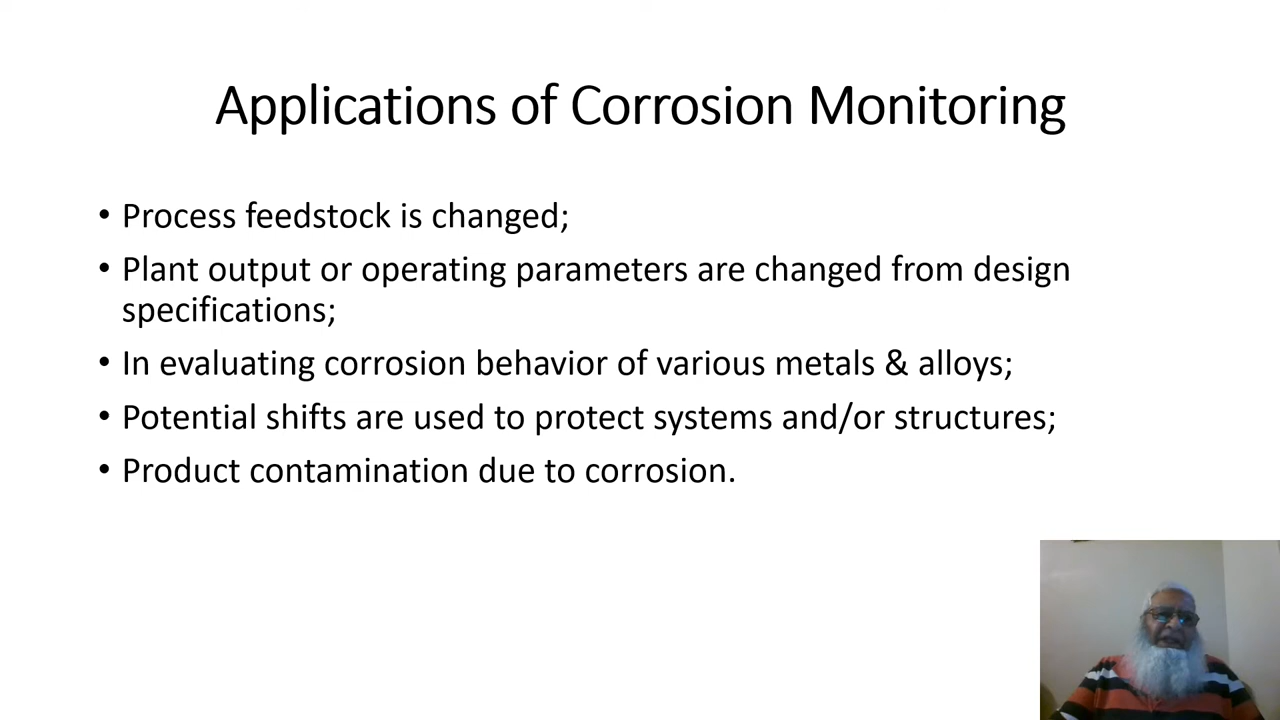 Applications of Corrosion Monitoring
• Process feedstock is changed;
• Plant output or operating parameters are changed from design
specifications;
• In evaluating corrosion behavior of various metals & alloys;
• Potential shifts are used to protect systems and/or structures;
• Product contamination due to corrosion.